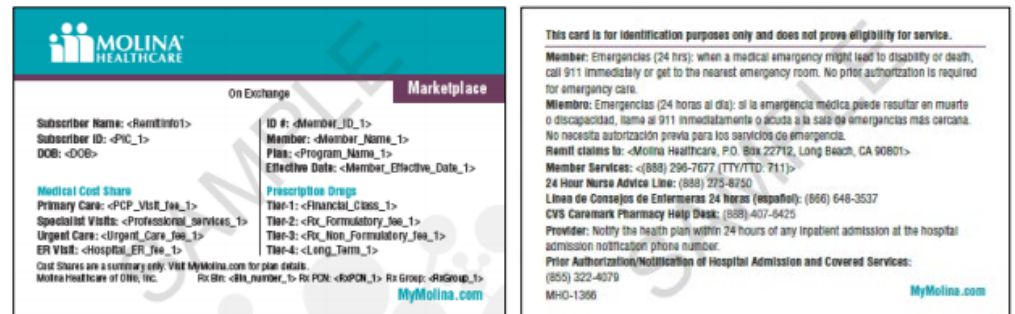 MOLINA
HEALTHCARE
On Exchange
Marketplace
Subscriber Name: <RemitInfo1>
Subscriber ID: <PIC_1>
DOB: <DOB>
ID #: <Member_ID_1>
Member: <Member_Name_1>
Plan: <Program_Name_1>
Effective Date: <Member_Effective_Date_1>
Medical Cost Share
Primary Care: <PCP_Visit_fee_1>
Specialist Visits: <Professional_services_1>
Urgent Care: <Urgent_Care_fee_1>
ER Visit: <Hospital_ER_fee_1>
Prescription Drugs
Tier-1: <Financial_Class_1>
Tier-2: <Rx_Formulatory_fee_1>
Tier-3: <Rx_Non_Formulatory_fee_1>
Tier-4: <Long_Term_1>
Cost Shares are a summary only. Visit MyMolina.com for plan details.
Molina Healthcare of Ohio, Inc. Rx Bin: <Bin_number_1> Rx PCN: <RxPCN_1> Rx Group: <RxGroup_1>
MyMolina.com
SAMPLE
This card is for identification purposes only and does not prove eligibility for service.
Member: Emergencies (24 hrs): when a medical emergency might lead to disability or death,
call 911 immediately or get to the nearest emergency room. No prior authorization is required
for emergency care.
Miembro: Emergencias (24 horas al día): si la emergencia médica puede resultar en muerte
o discapacidad, llame al 911 inmediatamente o acuda a la sala de emergencias más cercana.
No necesita autorización previa para los servicios de emergencia.
Remit claims to: <Molina Healthcare, P.O. Box 22712, Long Beach, CA 90801>
Member Services: <(888) 296-7677 (TTY/TTD: 711)>
24 Hour Nurse Advice Line: (888) 275-8750
Línea de Consejos de Enfermeras 24 horas (español): (866) 648-3537
CVS Caremark Pharmacy Help Desk: (888) 407-6425
Provider: Notify the health plan within 24 hours of any inpatient admission at the hospital
admission notification phone number.
Prior Authorization/Notification of Hospital Admission and Covered Services:
(855) 322-4079
MHO-1366
MyMolina.com
SAMPLE